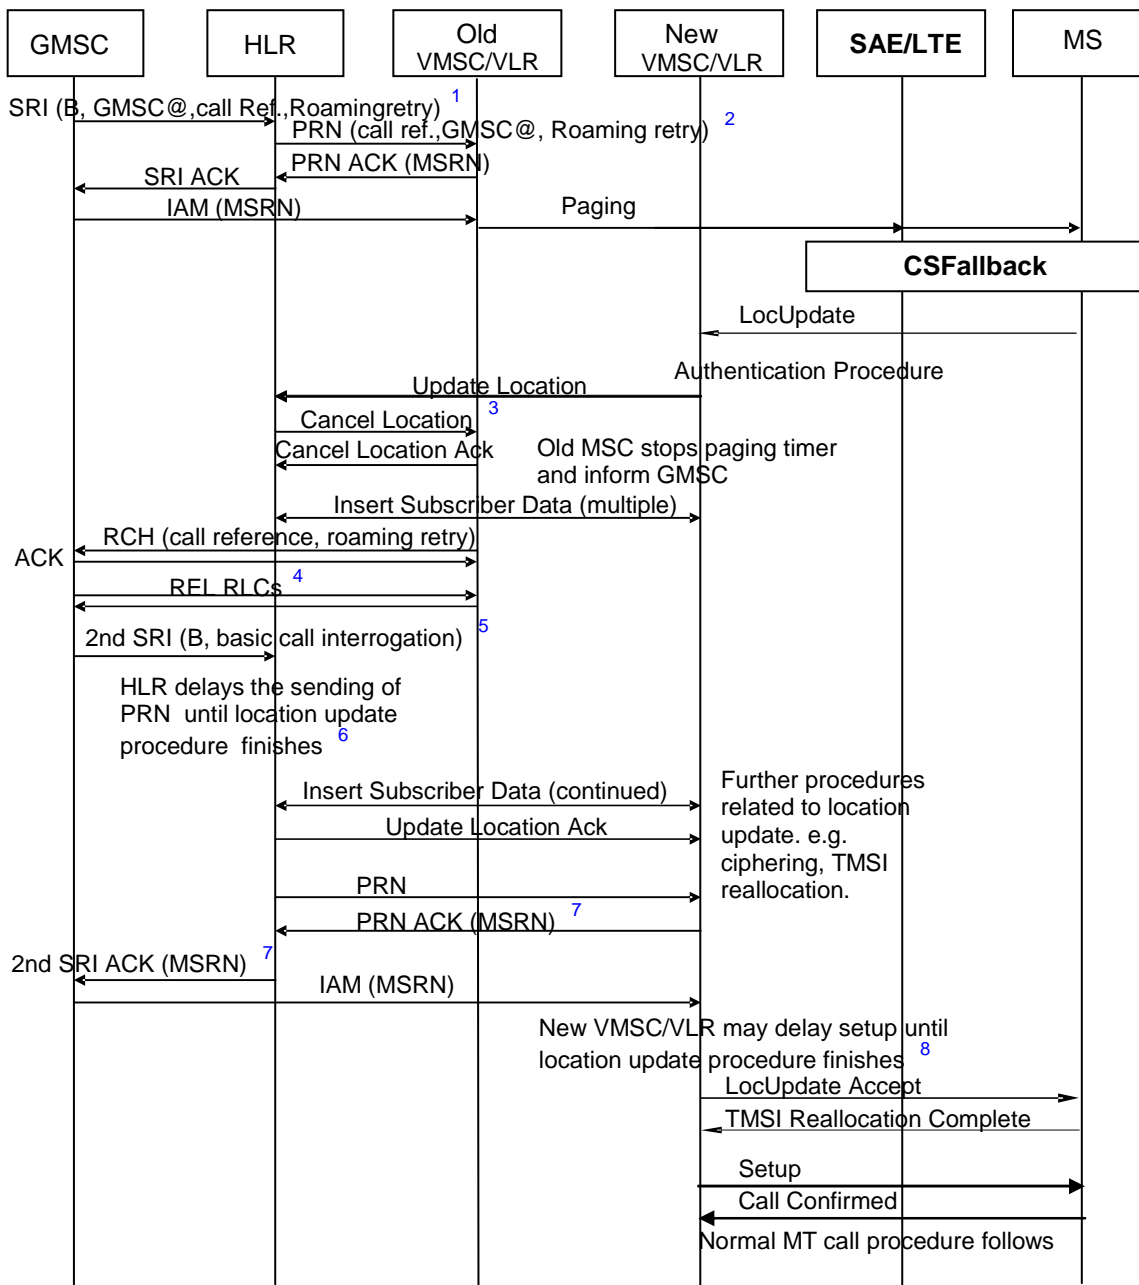 GMSC
HLR
Old
VMSC/VLR
New
VMSC/VLR
SAE/LTE
MS
SRI (B, GMSC@,call Ref.,Roamingretry) 1
PRN (call ref.,GMSC@, Roaming retry) 2
PRN ACK (MSRN)
SRI ACK
IAM (MSRN)
Paging
CSFallback
LocUpdate
Authentication Procedure
Update Location
Cancel Location 3
Cancel Location Ack
Old MSC stops paging timer
and inform GMSC
Insert Subscriber Data (multiple)
RCH (call reference, roaming retry)
ACK
REL RLCs 4
2nd SRI (B, basic call interrogation) 5
HLR delays the sending of
PRN until location update
procedure finishes 6
Insert Subscriber Data (continued)
Update Location Ack
Further procedures
related to location
update. e.g.
ciphering, TMSI
reallocation.
PRN
PRN ACK (MSRN) 7
2nd SRI ACK (MSRN) 7
IAM (MSRN)
New VMSC/VLR may delay setup until
location update procedure finishes 8
LocUpdate Accept
TMSI Reallocation Complete
Setup
Call Confirmed
Normal MT call procedure follows